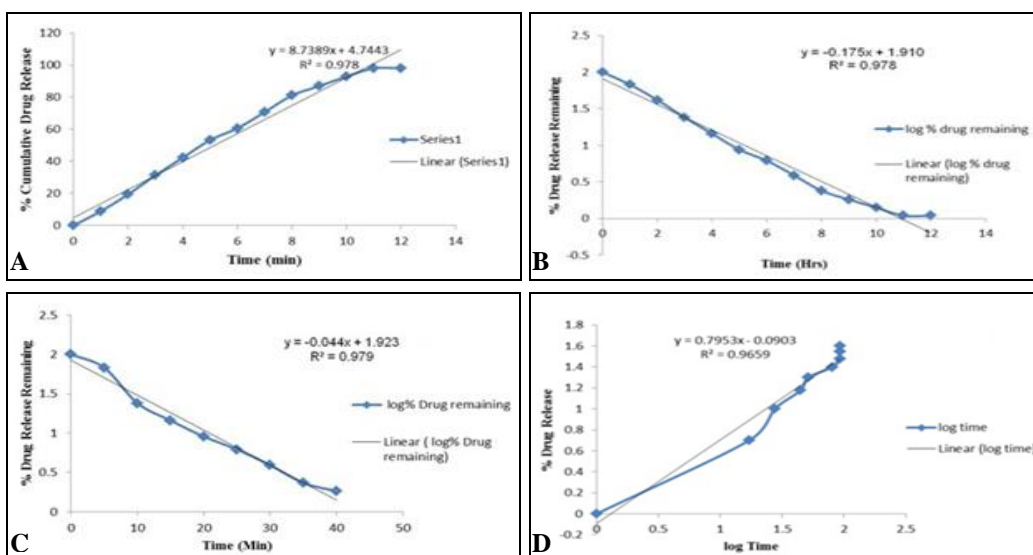 120
100
80
60
40
20
0
% Cumulative Drug Release
y = 8.7389x + 4.7443
R² = 0.978
Series1
Linear (Series1)
0 2 4 6 8 10 12 14
Time (min)
A
2.5
2
1.5
1
0.5
0
-0.5
% Drug Release Remaining
y = -0.175x + 1.910
R² = 0.978
log % drug remaining
Linear (log % drug
remaining)
0 2 4 6 8 10 12 14
Time (Hrs)
B
2.5
2
1.5
1
0.5
0
% Drug Release Remaining
y = -0.044x + 1.923
R² = 0.979
log% Drug remaining
Linear ( log% Drug
remaining)
0 10 20 30 40 50
Time (Min)
C
1.8
1.6
1.4
1.2
1
0.8
0.6
0.4
0.2
0
-0.2
% Drug Release
y = 0.7953x - 0.0903
R² = 0.9659
log time
Linear (log time)
0 0.5 1 1.5 2 2.5
log Time
D